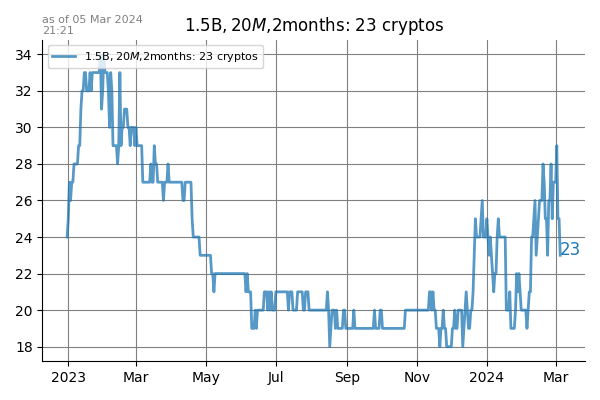 as of 05 Mar 2024
21:21
1.5B, 20M,2months: 23 cryptos
1.5B, 20M,2months: 23 cryptos
34
32
30
28
26
24
22
20
18
23
2023
Mar
May
Jul
Sep
Nov
2024
Mar